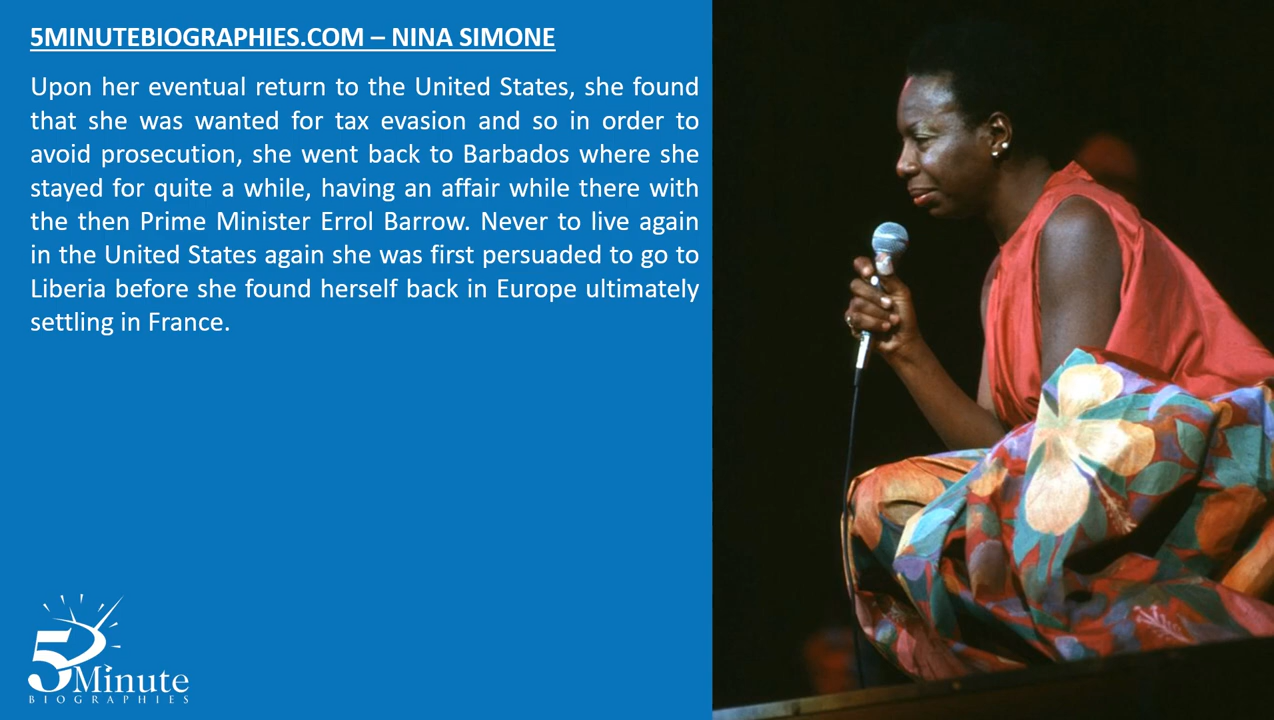 5MINUTEBIOGRAPHIES.COM – NINA SIMONE
Upon her eventual return to the United States, she found
that she was wanted for tax evasion and so in order to
avoid prosecution, she went back to Barbados where she
stayed for quite a while, having an affair while there with
the then Prime Minister Errol Barrow. Never to live again
in the United States again she was first persuaded to go to
Liberia before she found herself back in Europe ultimately
settling in France.
5
Minute
BIOGRAPHIES